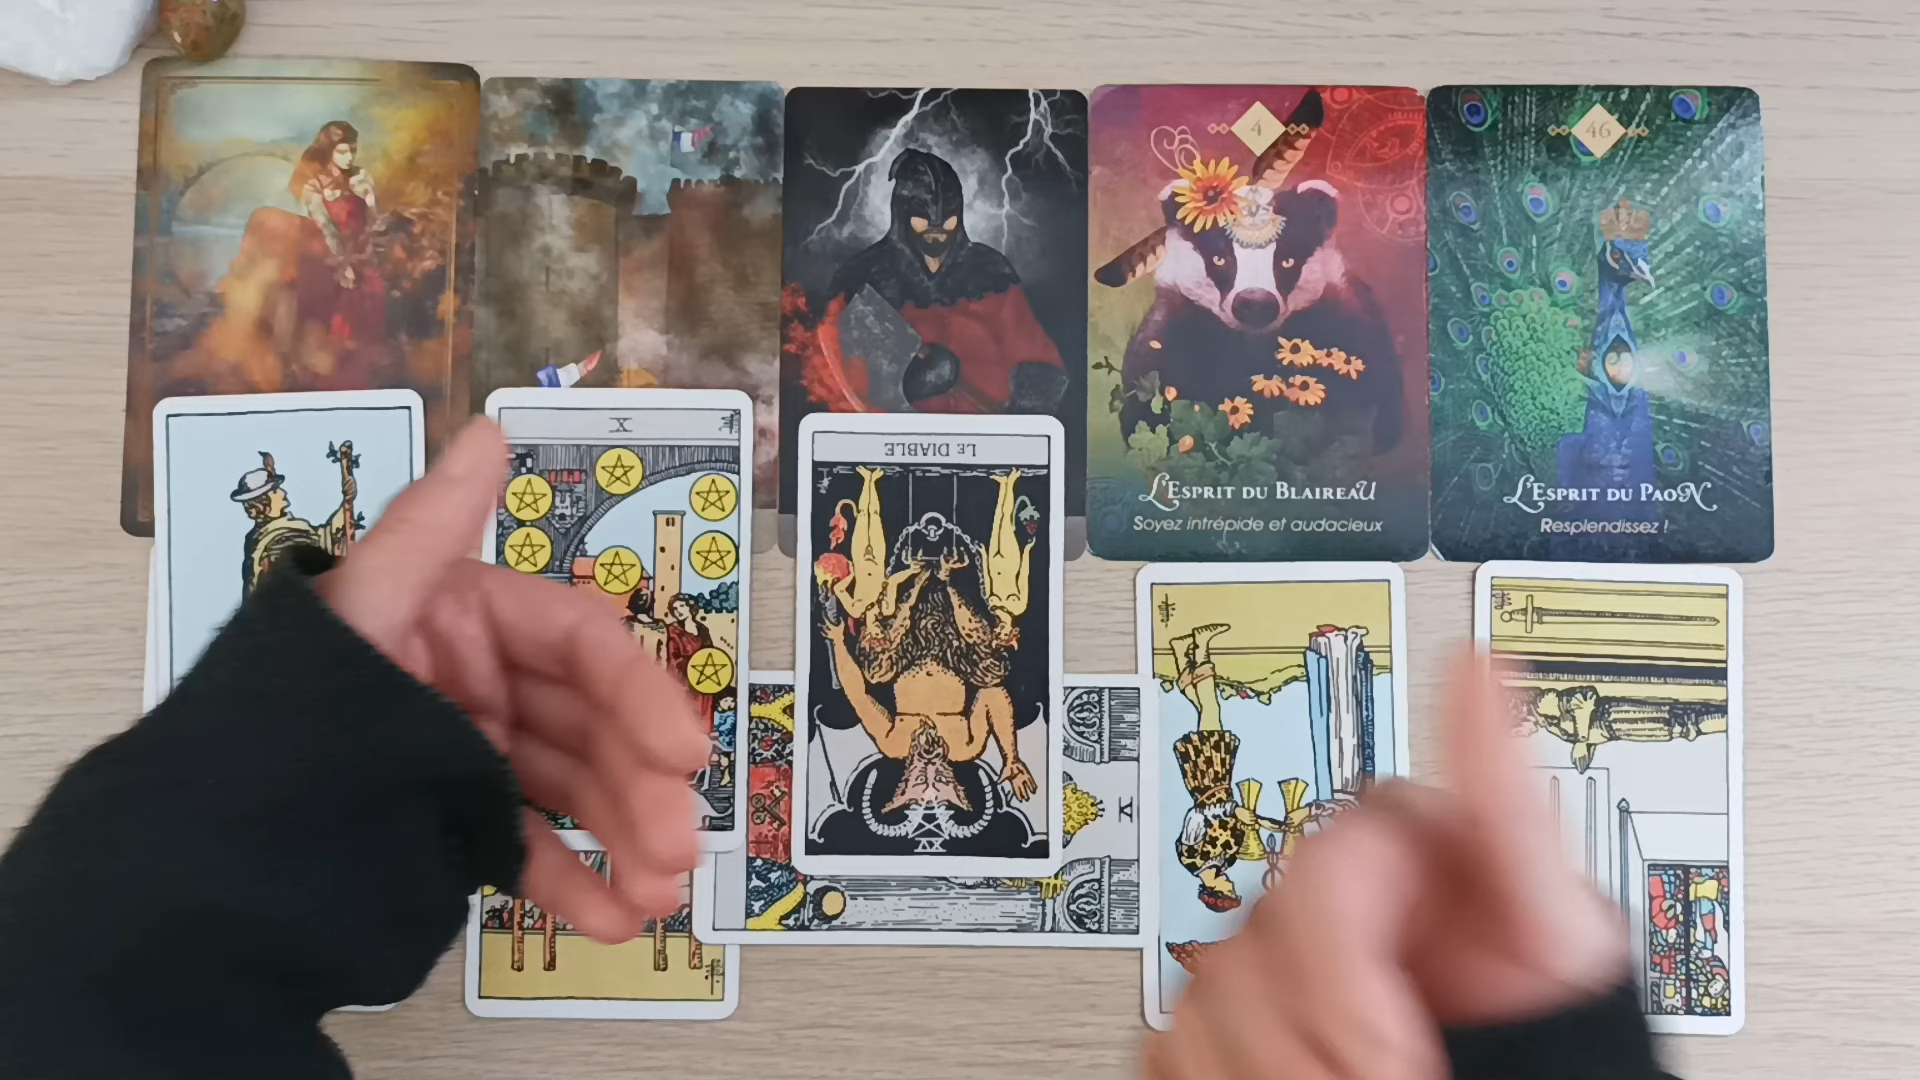 4
46
L'ESPRIT DU BLAIREAU
Soyez intrépide et audacieux
L'ESPRIT DU PAON
Resplendissez !
X
LE DIABLE
XV
V